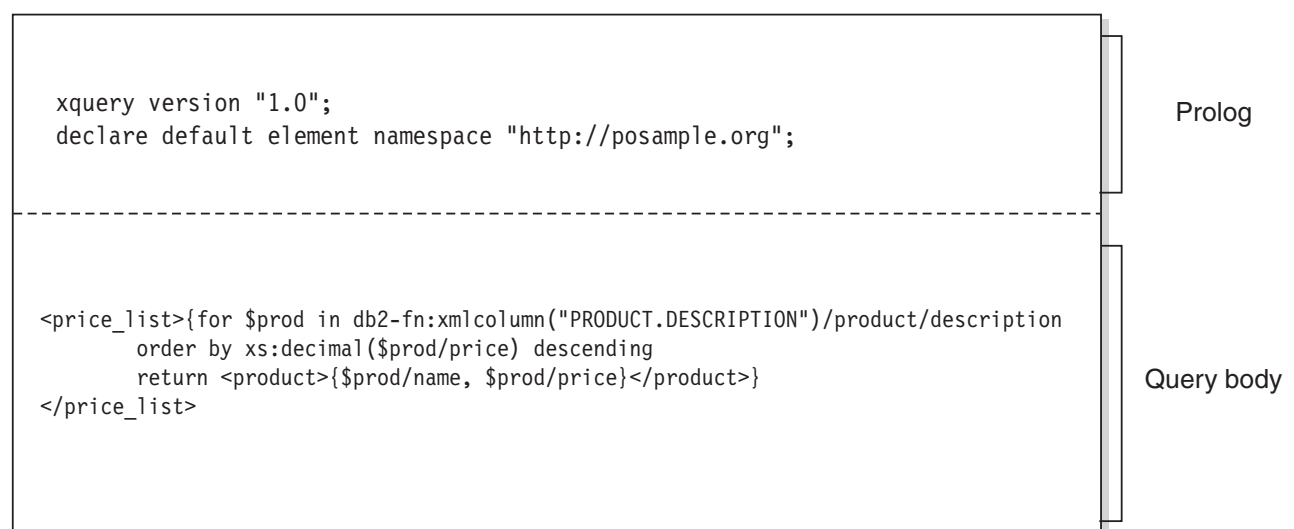 xquery version "1.0";
declare default element namespace "http://posample.org";
Prolog
<price_list>{for $prod in db2-fn:xmlcolumn("PRODUCT.DESCRIPTION")/product/description
order by xs:decimal($prod/price) descending
return <product>{$prod/name, $prod/price}</product>}
</price_list>
Query body